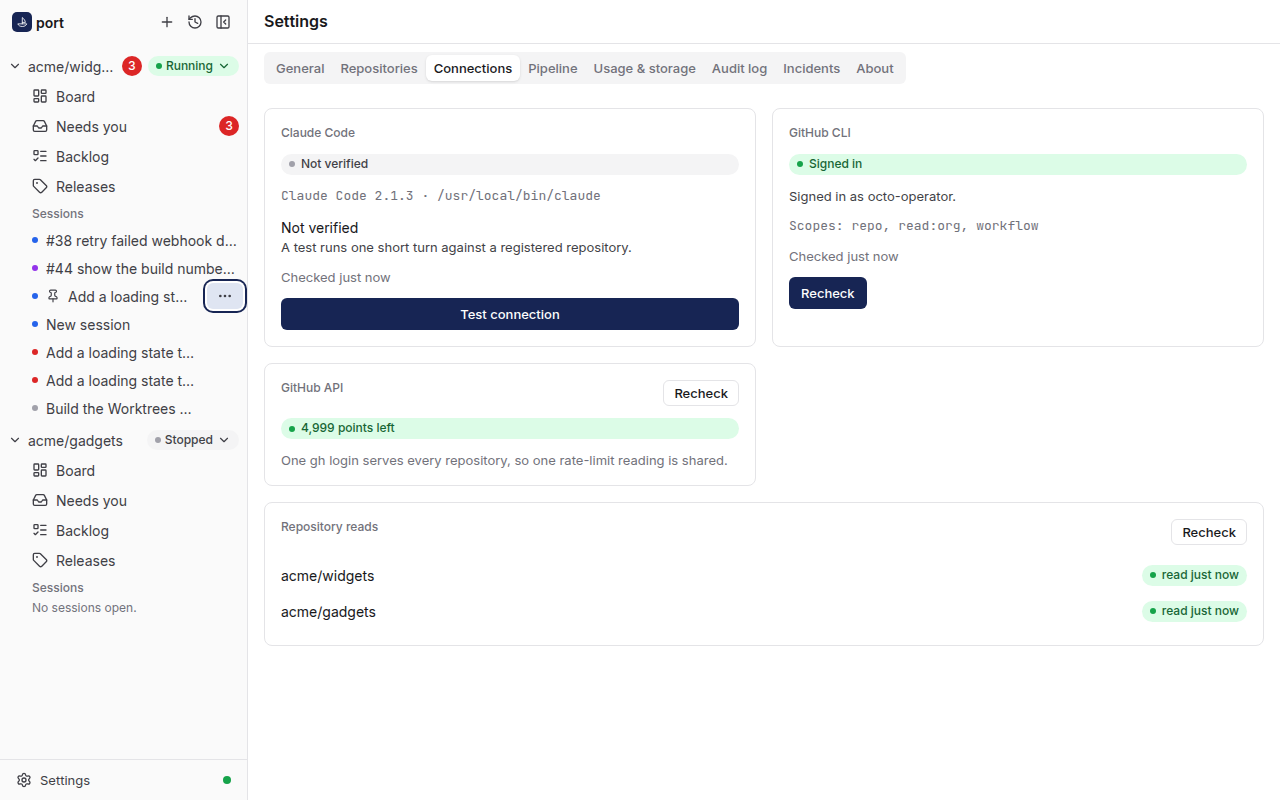 port
acme/widg... 3 Running
Board
Needs you 3
Backlog
Releases
Sessions
#38 retry failed webhook d...
#44 show the build numbe...
Add a loading st...
New session
Add a loading state t...
Add a loading state t...
Build the Worktrees ...
acme/gadgets Stopped
Board
Needs you
Backlog
Releases
Sessions
No sessions open.
Settings
Settings
General Repositories Connections Pipeline Usage & storage Audit log Incidents About
Claude Code
Not verified
Claude Code 2.1.3 · /usr/local/bin/claude
Not verified
A test runs one short turn against a registered repository.
Checked just now
Test connection
GitHub CLI
Signed in
Signed in as octo-operator.
Scopes: repo, read:org, workflow
Checked just now
Recheck
GitHub API Recheck
4,999 points left
One gh login serves every repository, so one rate-limit reading is shared.
Repository reads Recheck
acme/widgets read just now
acme/gadgets read just now